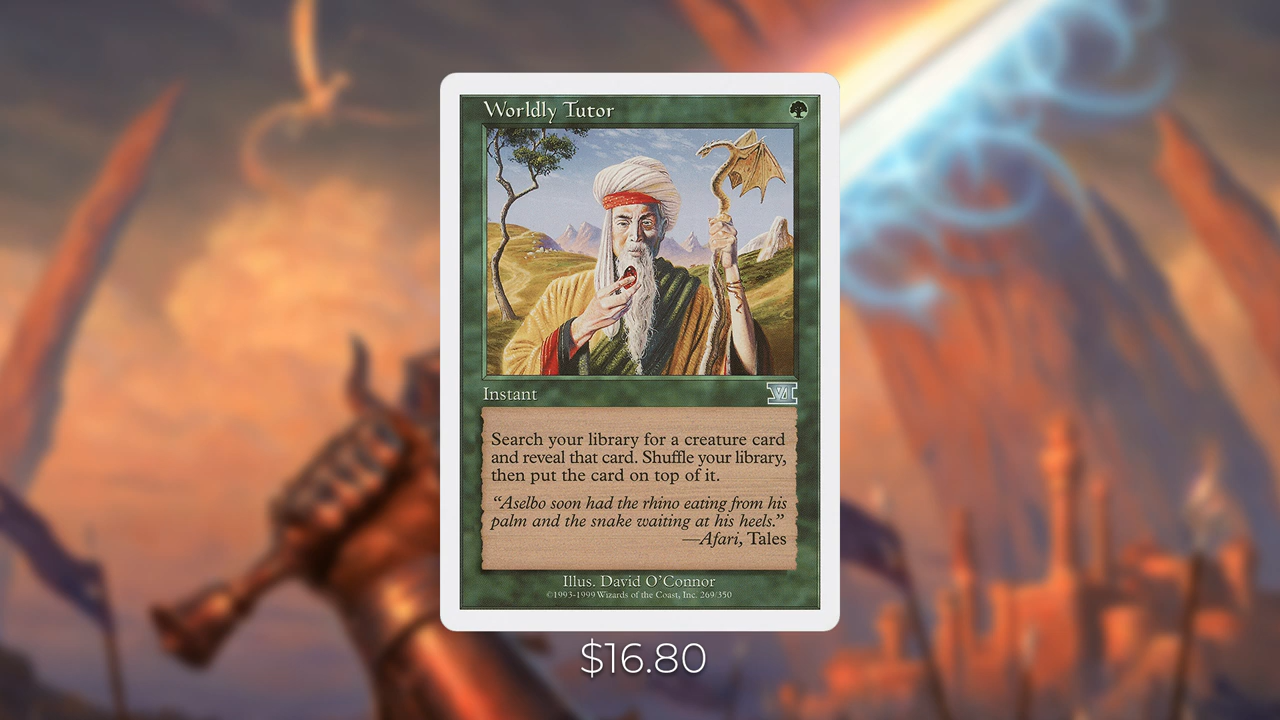 Worldly Tutor
Instant
Search your library for a creature card
and reveal that card. Shuffle your library,
then put the card on top of it.
“Aselbo soon had the rhino eating from his
palm and the snake waiting at his heels.”
—Afari, Tales
Illus. David O’Connor
©1993-1999 Wizards of the Coast, Inc. 269/350
$16.80